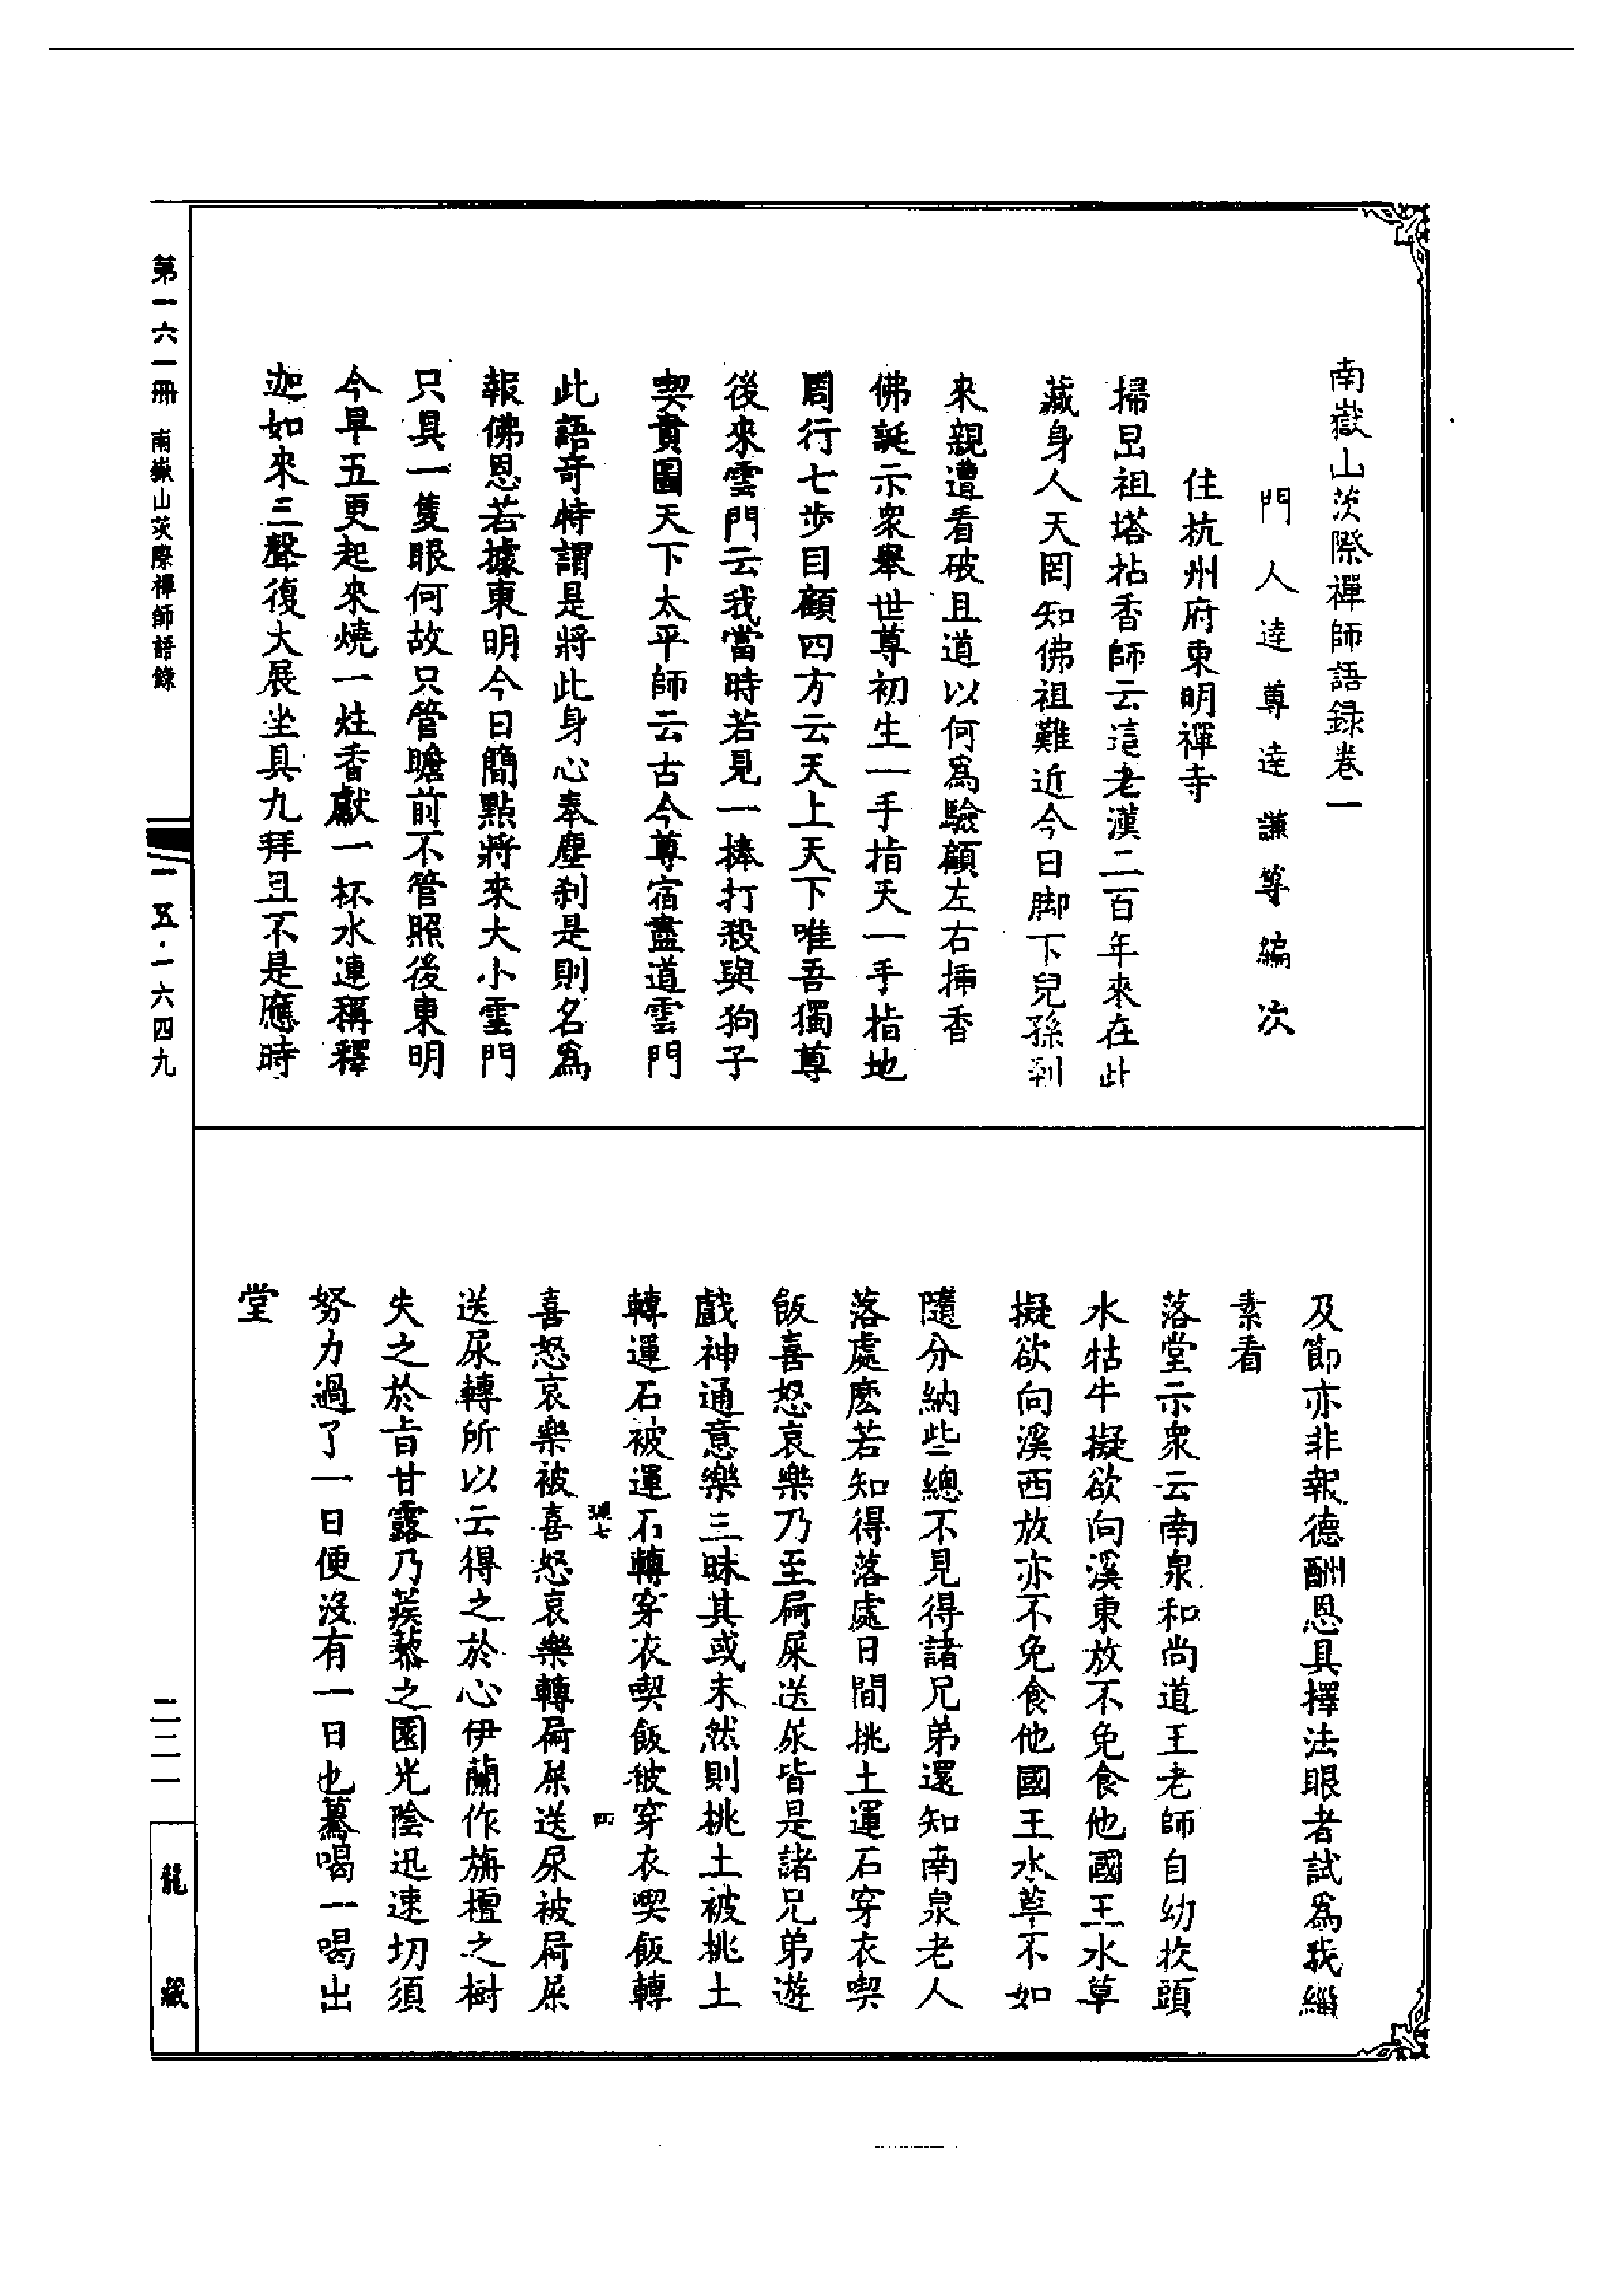 南嶽山茨際禪師語録卷一
門人逹尊逹謙等編次
住杭州府東明禪寺
掃昱祖塔拈香師云這老漢二百年來在此
藏身人天罔知佛祖難近今日脚下兒孫到
來親遭看破且道以何為驗顧左右插香
佛誕示衆舉世尊初生一手指天一手指地
周行七步目顧四方云天上天下唯吾獨尊
後來雲門云我當時若見一捧打殺與狗子
喫貴圖天下太平師云古今尊宿盡道雲門
此語奇特謂是將此身心奉塵刹是則名為
報佛恩若據東明今日簡點將來大小雲門
只具一隻眼何故只管瞻前不管照後東明
今早五更起來燒一炷香獻一杯水連稱釋
迦如來三聲復大展坐具九拜且不是應時
及節亦非報德酬恩具擇法眼者試為我緇
素看
落堂示衆云南泉和尚道王老師自幼牧頭
水牯牛擬欲向溪東放不免食他國王水草
擬欲向溪西放亦不免食他國王水草不如
隨分納些總不見得諸兄弟還知南泉老人
落處麽若知得落處日間挑土運石穿衣喫
飯喜怒哀樂乃至屙屎送尿皆是諸兄弟遊
戲神通意樂三昧其或未然則挑土被挑土
轉運石被運石轉穿衣喫飯被穿衣喫飯轉
喜怒哀樂被喜怒哀樂轉屙屎送尿被屙屎
送尿轉所以云得之於心伊蘭作旃檀之樹
失之於旨甘露乃蒺藜之園光陰迅速切須
努力過了一日便沒有一日也驀喝一喝出
堂
第一六一冊 南嶽山茨際禪師語錄
一五·一六四九
二二一
龍藏